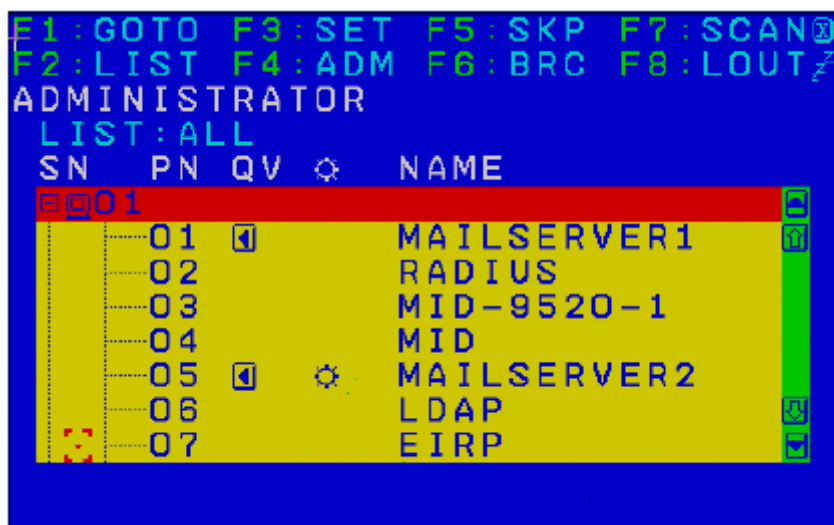 F1:GOTO F3:SET F5:SKP F7:SCAN
F2:LIST F4:ADM F6:BRC F8:LOUT
ADMINISTRATOR
LIST:ALL
SN PN QV NAME
01
01 MAILSERVER1
02 RADIUS
03 MID-9520-1
04 MID
05 MAILSERVER2
06 LDAP
07 EIRP